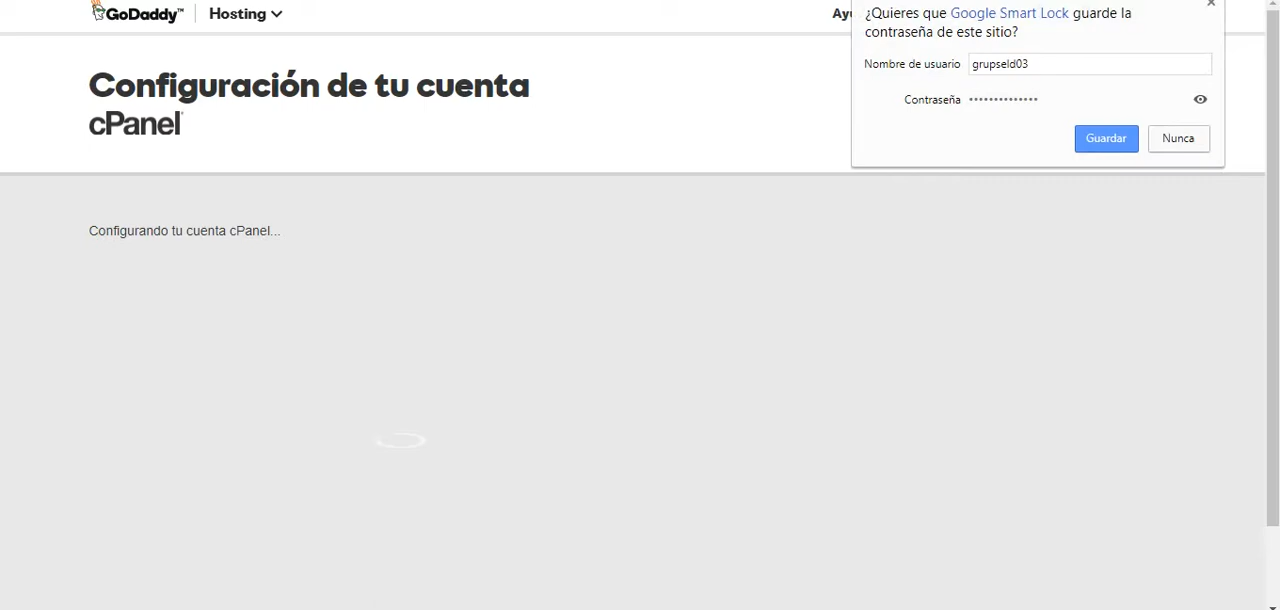 GoDaddy™
Hosting
¿Quieres que Google Smart Lock guarde la
contraseña de este sitio?
Nombre de usuario grupseld03
Contraseña ••••••••••••••
Guardar Nunca
Configuración de tu cuenta
cPanel
Configurando tu cuenta cPanel...